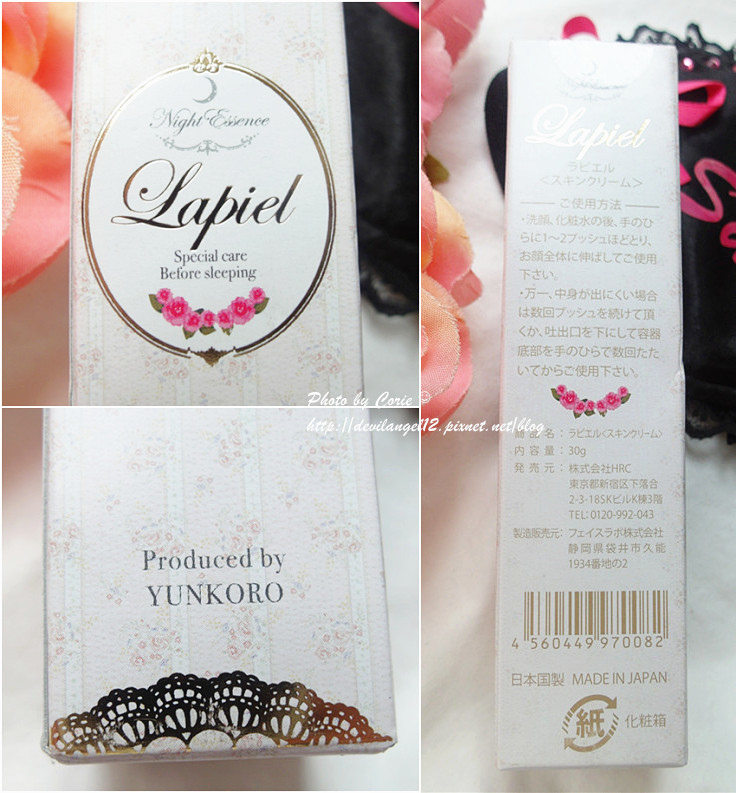 Night Essence
Lapiel
Special care
Before sleeping
Photo by Corie ©
http://devilangel12.pixnet.net/blog
Produced by
YUNKORO
Lapiel
ラピエル
<スキンクリーム>
ご使用方法
・洗顔、化粧水の後、手のひ
らに1〜2プッシュほどとり、
お顔全体に伸ばしてご使用
下さい。
・万一、中身が出にくい場合
は数回プッシュを続けて頂
くか、吐出口を下にして容器
底部を手のひらで数回たた
いてからご使用下さい。
商品名: ラピエル<スキンクリーム>
内容量: 30g
発売元: 株式会社HRC
東京都新宿区下落合
2-3-18SKビルK棟3階
TEL: 0120-992-043
製造販売元: フェイスラボ株式会社
静岡県袋井市久能
1934番地の2
4 560449 970082
日本国製 MADE IN JAPAN
紙 化粧箱